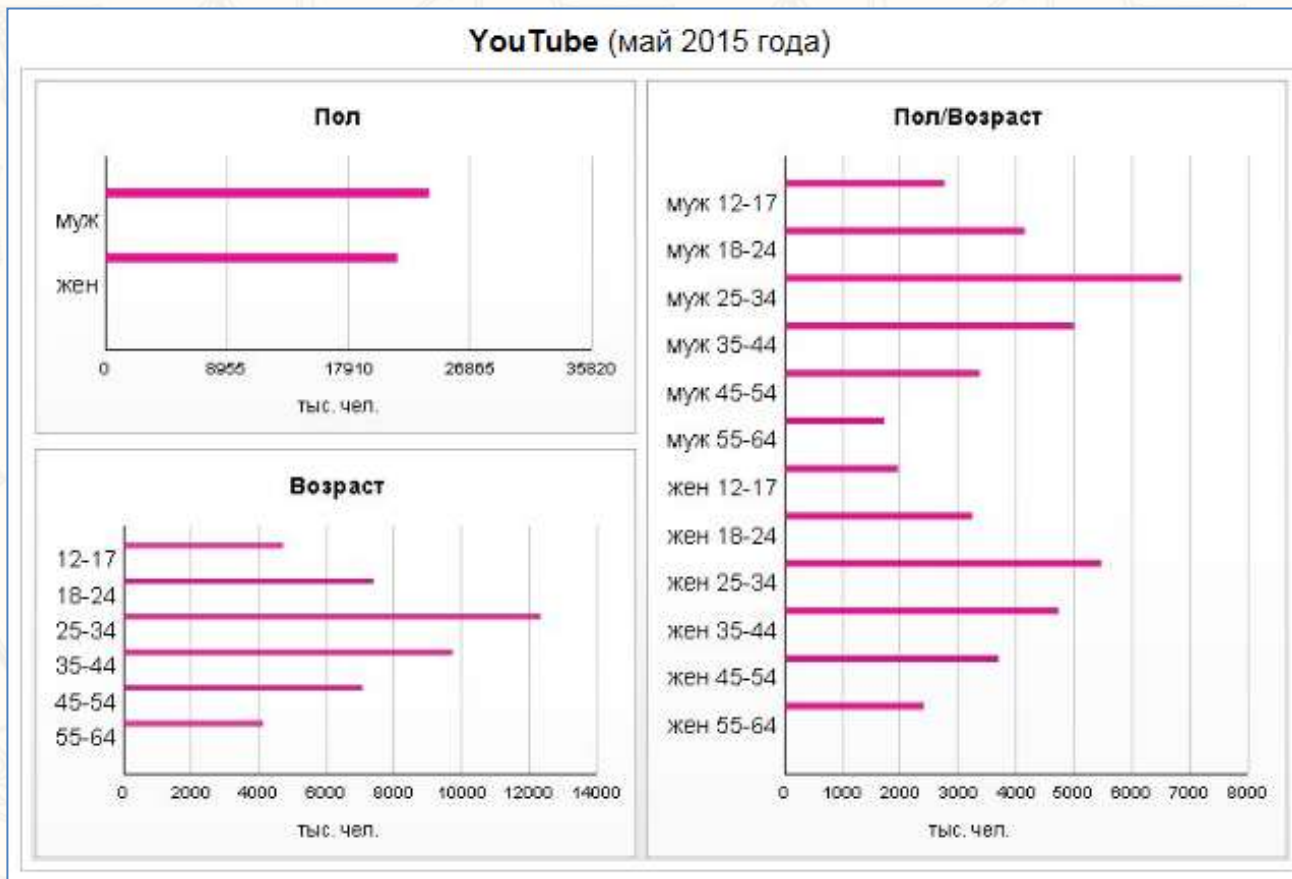 YouTube (май 2015 года)
Пол
муж
жен
0 8955 17910 26865 35820
тыс. чел.
Возраст
12-17
18-24
25-34
35-44
45-54
55-64
0 2000 4000 6000 8000 10000 12000 14000
тыс. чел.
Пол/Возраст
муж 12-17
муж 18-24
муж 25-34
муж 35-44
муж 45-54
муж 55-64
жен 12-17
жен 18-24
жен 25-34
жен 35-44
жен 45-54
жен 55-64
0 1000 2000 3000 4000 5000 6000 7000 8000
тыс. чел.